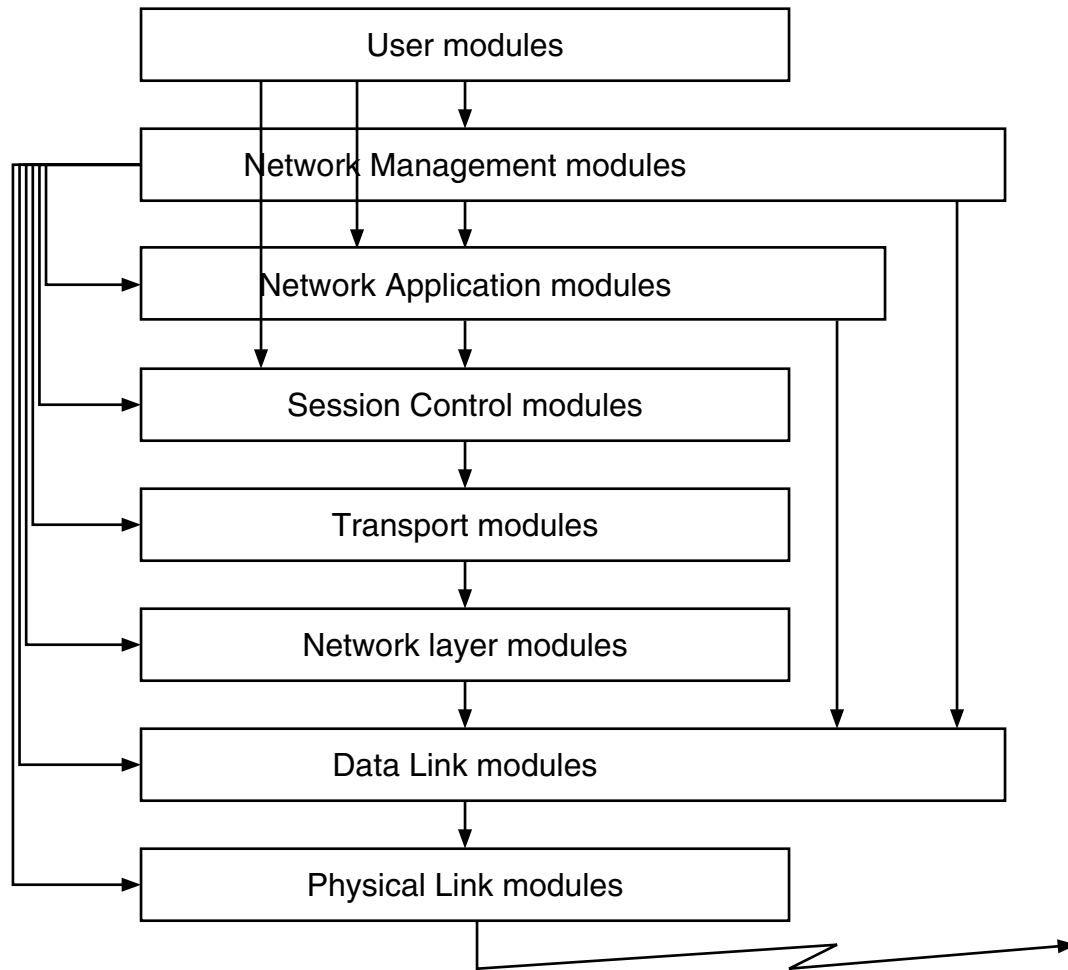 User modules
Network Management modules
Network Application modules
Session Control modules
Transport modules
Network layer modules
Data Link modules
Physical Link modules